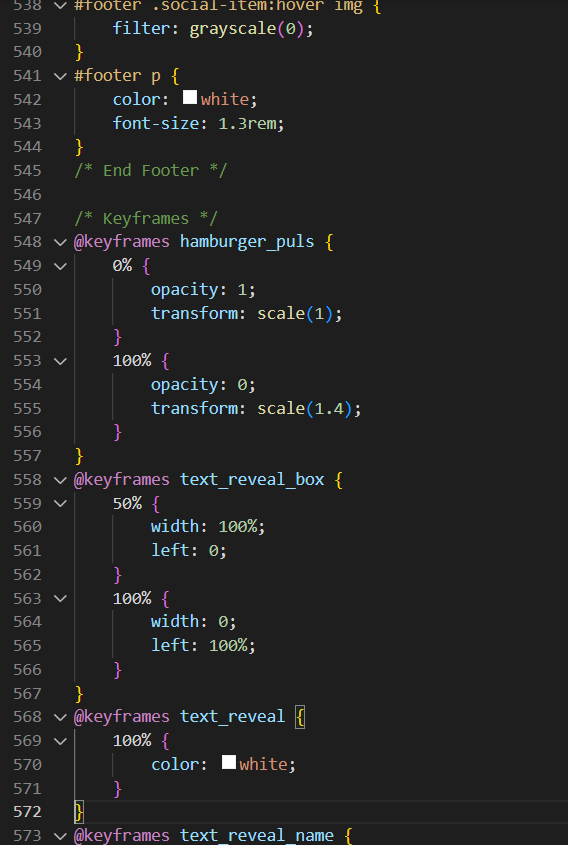 538 #footer .social-item:hover img {
539 filter: grayscale(0);
540 }
541 #footer p {
542 color: white;
543 font-size: 1.3rem;
544 }
545 /* End Footer */
546
547 /* Keyframes */
548 @keyframes hamburger_puls {
549 0% {
550 opacity: 1;
551 transform: scale(1);
552 }
553 100% {
554 opacity: 0;
555 transform: scale(1.4);
556 }
557 }
558 @keyframes text_reveal_box {
559 50% {
560 width: 100%;
561 left: 0;
562 }
563 100% {
564 width: 0;
565 left: 100%;
566 }
567 }
568 @keyframes text_reveal {
569 100% {
570 color: white;
571 }
572 }
573 @keyframes text_reveal_name {